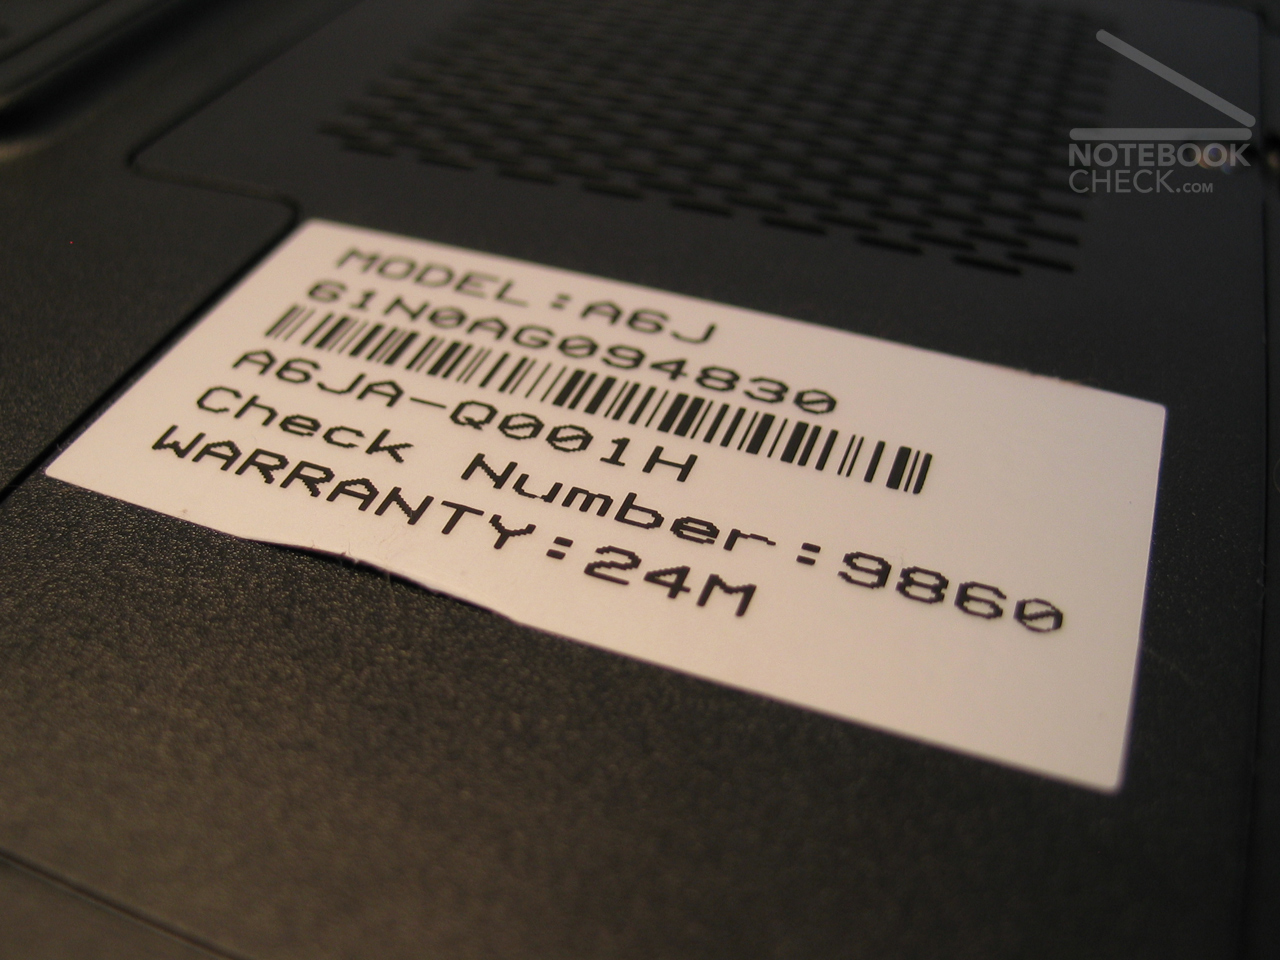 NOTEBOOK
CHECK.COM
MODEL:A6J
61N0AG094830
A6JA-Q001H
Check Number:9860
WARRANTY:24M